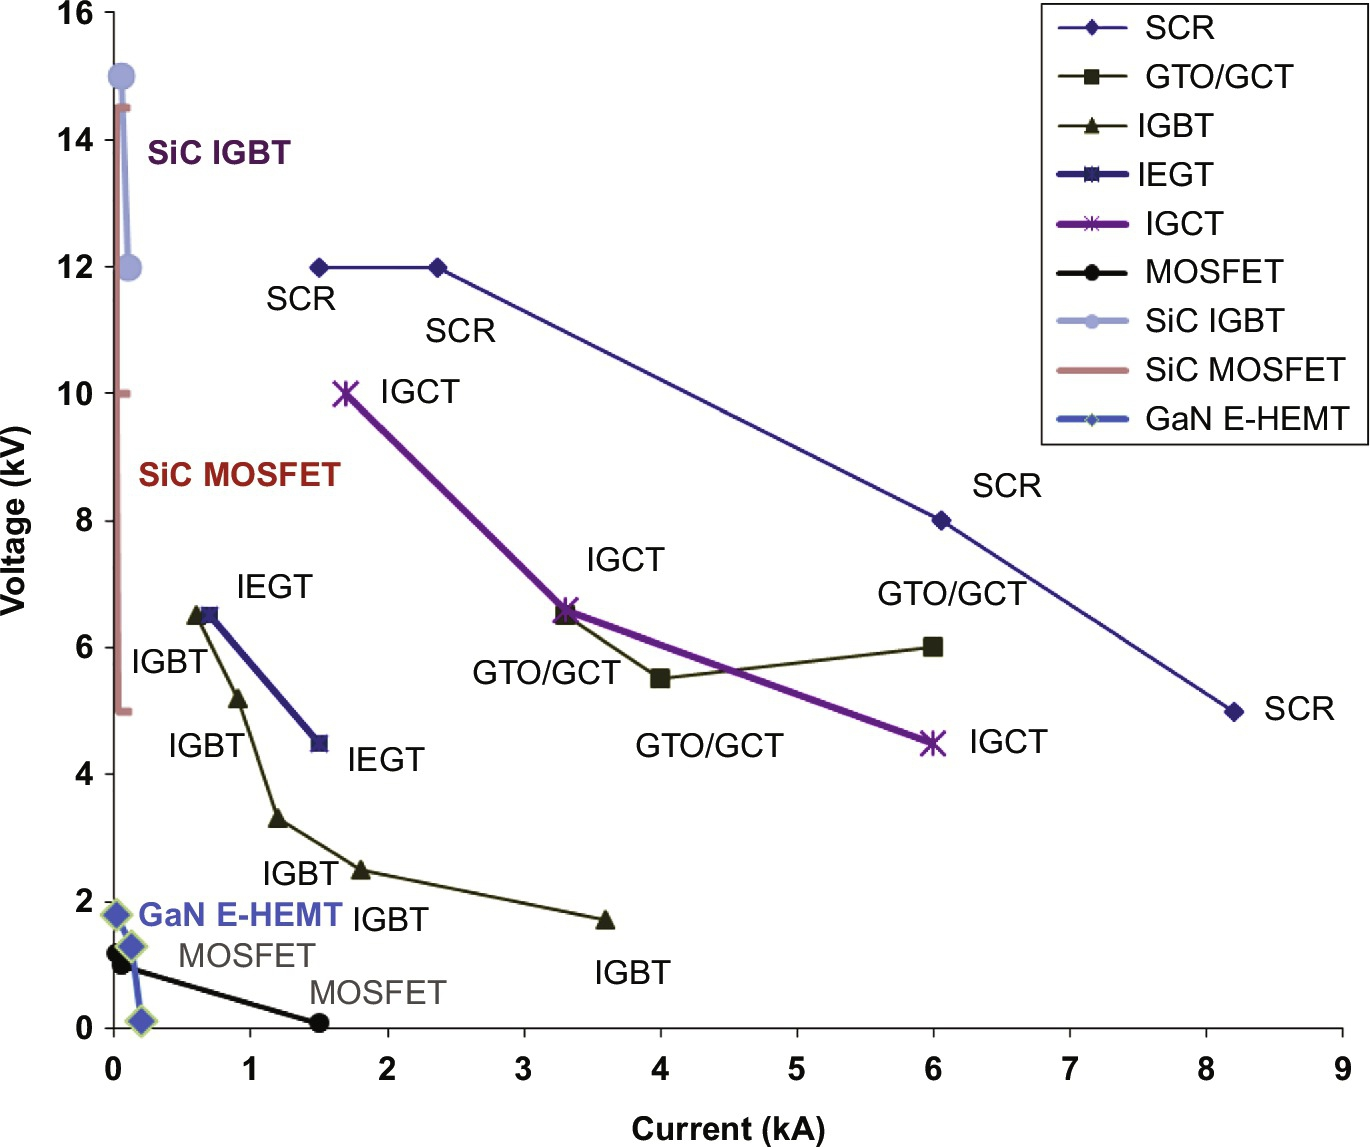 16
14
12
10
8
6
4
2
0
0 1 2 3 4 5 6 7 8 9
Voltage (kV)
Current (kA)
SCR
GTO/GCT
IGBT
IEGT
IGCT
MOSFET
SiC IGBT
SiC MOSFET
GaN E-HEMT
SiC IGBT
SCR
SCR
IGCT
SiC MOSFET
SCR
IGCT
IEGT
GTO/GCT
IGBT
GTO/GCT
SCR
IGBT
GTO/GCT
IGCT
IEGT
IGBT
GaN E-HEMT
IGBT
MOSFET
IGBT
MOSFET